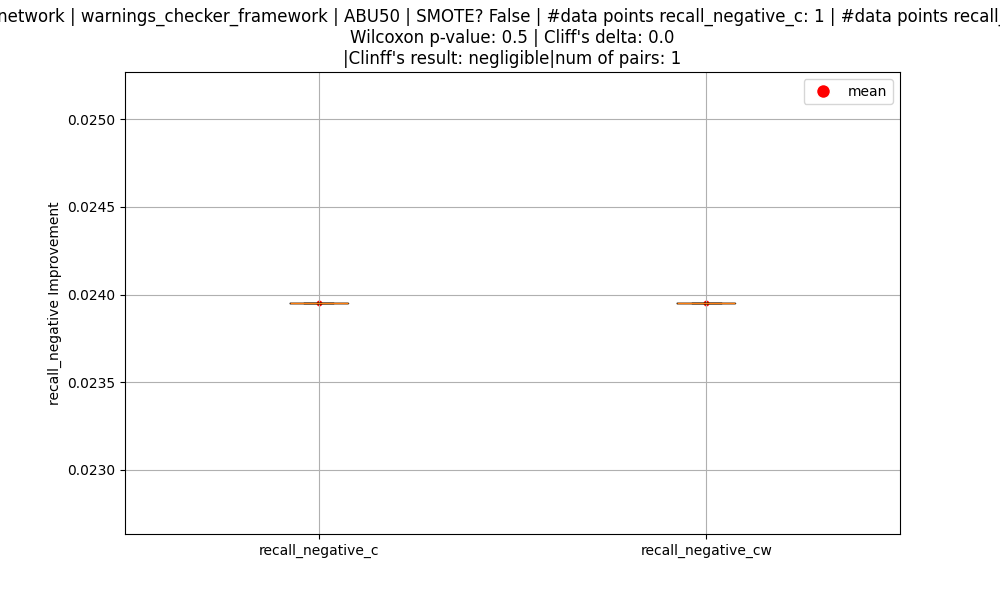 network | warnings_checker_framework | ABU50 | SMOTE? False | #data points recall_negative_c: 1 | #data points recall_
Wilcoxon p-value: 0.5 | Cliff's delta: 0.0
|Clinff's result: negligible|num of pairs: 1
mean
0.0250
0.0245
0.0240
0.0235
0.0230
recall_negative Improvement
recall_negative_c
recall_negative_cw